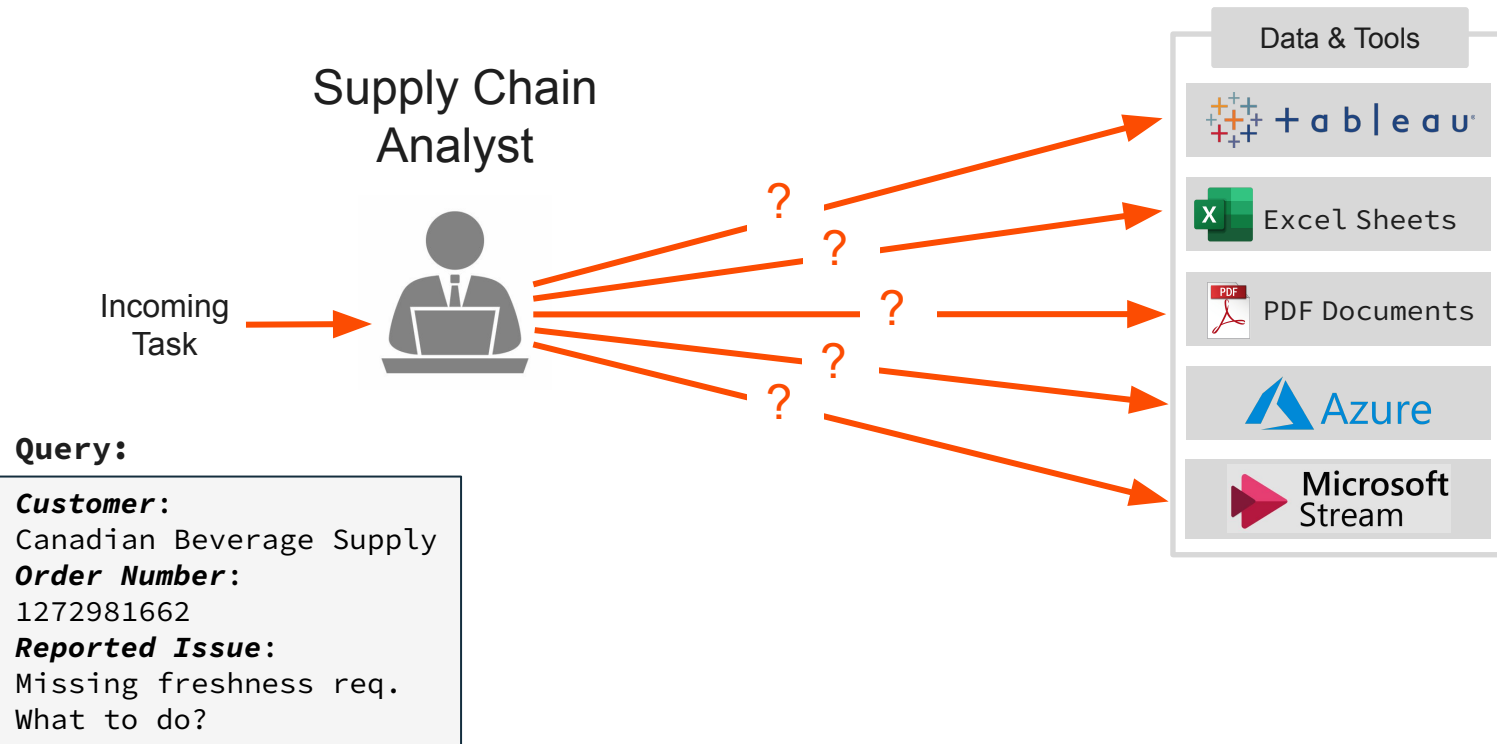 Data & Tools
Supply Chain
Analyst
+ableau
?
X
Excel Sheets
?
Incoming
Task
?
PDF
PDF Documents
?
Azure
?
Microsoft
Stream
Query:
Customer:
Canadian Beverage Supply
Order Number:
1272981662
Reported Issue:
Missing freshness req.
What to do?